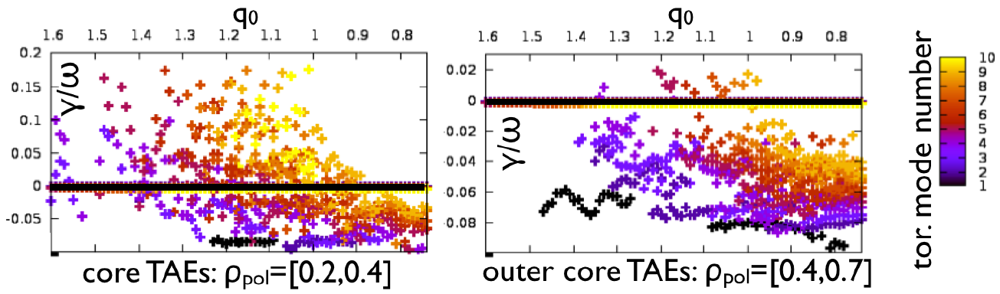 q0
1.6 1.5 1.4 1.3 1.2 1.1 1 0.9 0.8
0.2
0.15
0.1
0.05
0
-0.05
γ/ω
core TAEs: ρpol=[0.2,0.4]
q0
1.6 1.5 1.4 1.3 1.2 1.1 1 0.9 0.8
0.02
0
-0.02
-0.04
-0.06
-0.08
γ/ω
outer core TAEs: ρpol=[0.4,0.7]
tor. mode number
10
9
8
7
6
5
4
3
2
1